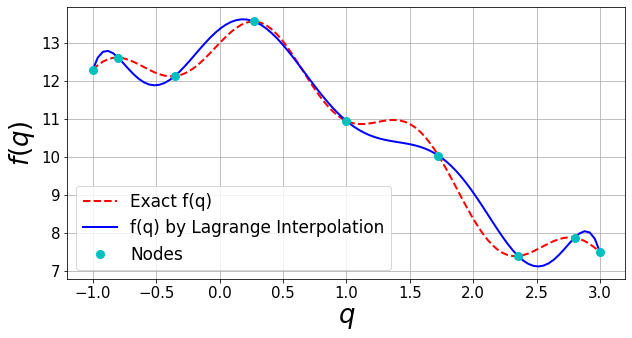 13
12
11
10
9
8
7
f(q)
Exact f(q)
f(q) by Lagrange Interpolation
Nodes
−1.0 −0.5 0.0 0.5 1.0 1.5 2.0 2.5 3.0
q